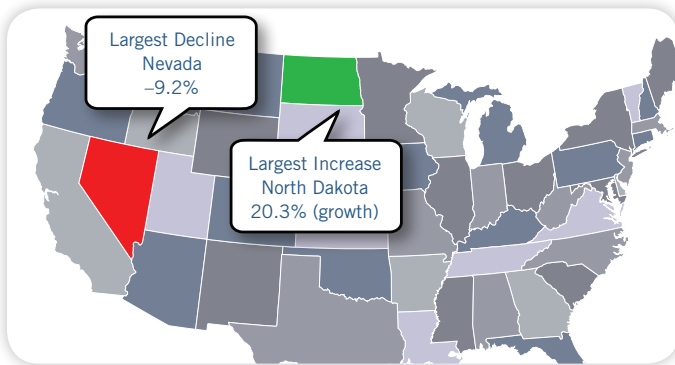 Largest Decline
Nevada
–9.2%
Largest Increase
North Dakota
20.3% (growth)